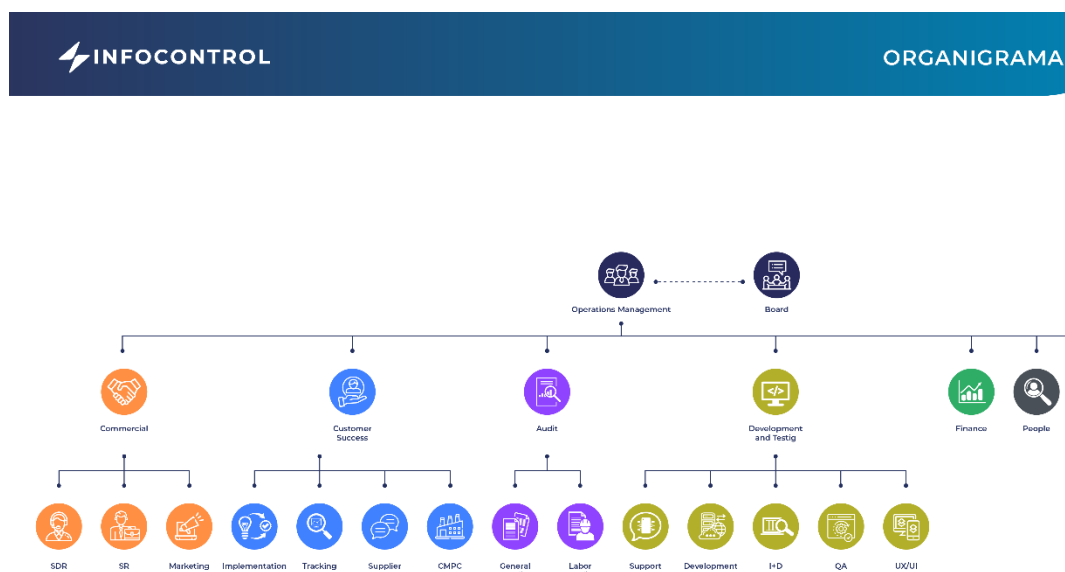 INFOCONTROL
ORGANIGRAMA
Operations Management
Board
Commercial
Customer
Success
Audit
Development
and Testig
Finance
People
SDR
SR
Marketing
Implementation
Tracking
Supplier
CMPC
General
Labor
Support
Development
I+D
QA
UX/UI